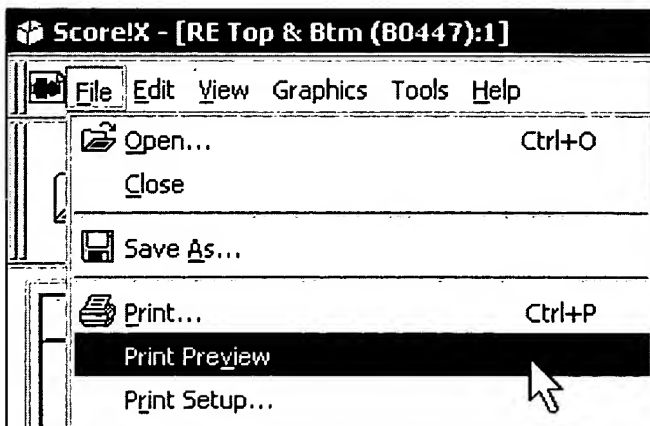 Score!X - [RE Top & Btm (B0447):1]
File Edit View Graphics Tools Help
Open... Ctrl+O
Close
Save As...
Print... Ctrl+P
Print Preview
Print Setup...